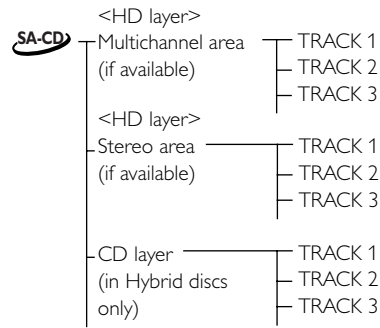 <HD layer>
SA-CD Multichannel area TRACK 1
(if available) TRACK 2
TRACK 3
<HD layer>
Stereo area TRACK 1
(if available) TRACK 2
TRACK 3
CD layer TRACK 1
(in Hybrid discs TRACK 2
only) TRACK 3